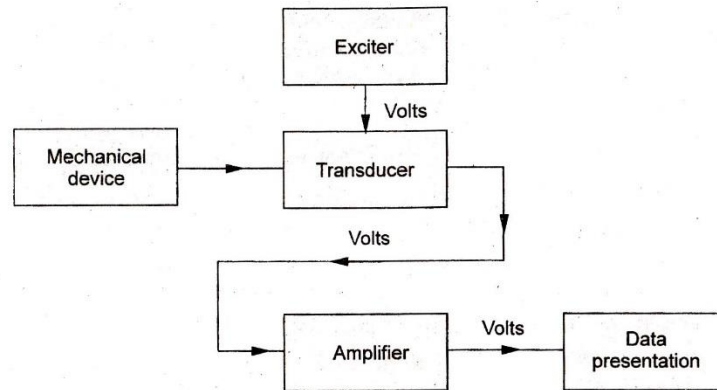 Exciter
Volts
Mechanical
device
Transducer
Volts
Amplifier
Volts
Data
presentation